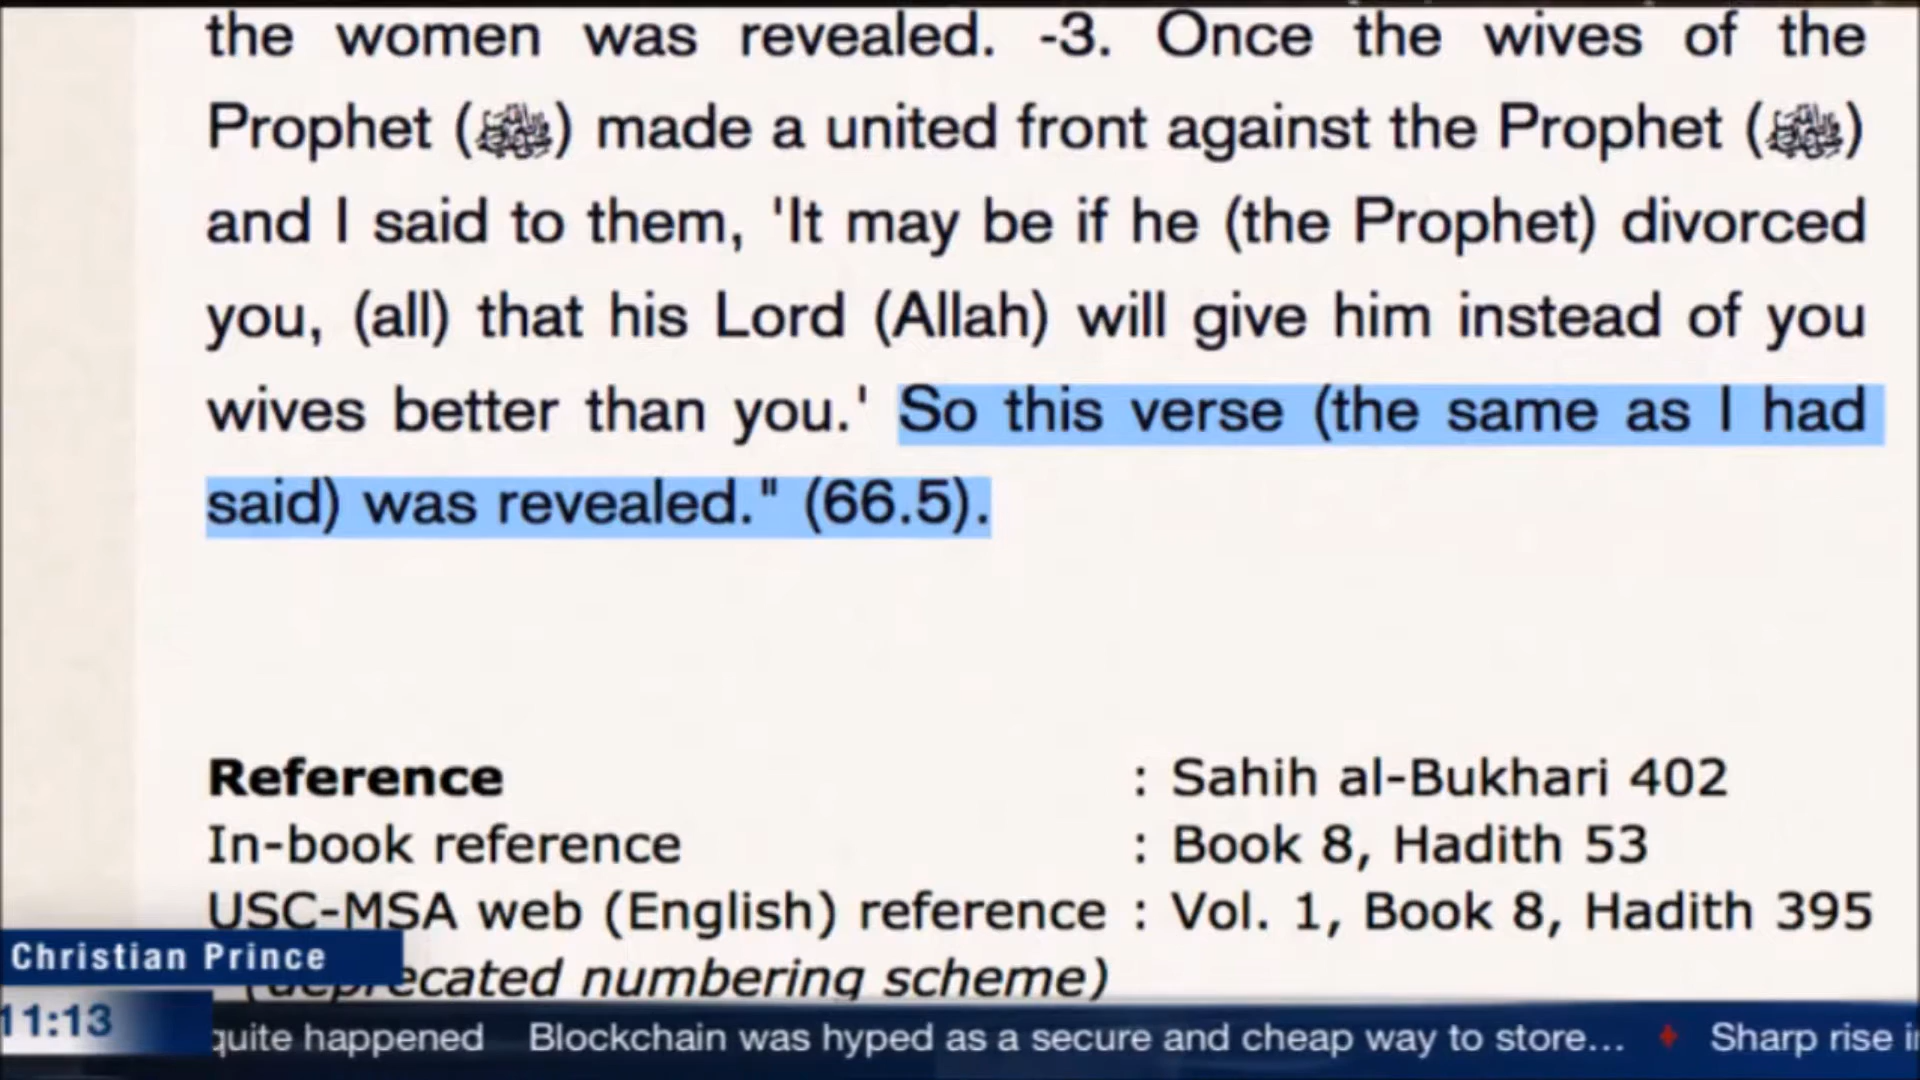 the women was revealed. -3. Once the wives of the
Prophet (ﷺ) made a united front against the Prophet (ﷺ)
and I said to them, 'It may be if he (the Prophet) divorced
you, (all) that his Lord (Allah) will give him instead of you
wives better than you.' So this verse (the same as I had
said) was revealed." (66.5).
Reference : Sahih al-Bukhari 402
In-book reference : Book 8, Hadith 53
USC-MSA web (English) reference : Vol. 1, Book 8, Hadith 395
(deprecated numbering scheme)
Christian Prince
11:13
quite happened Blockchain was hyped as a secure and cheap way to store... Sharp rise